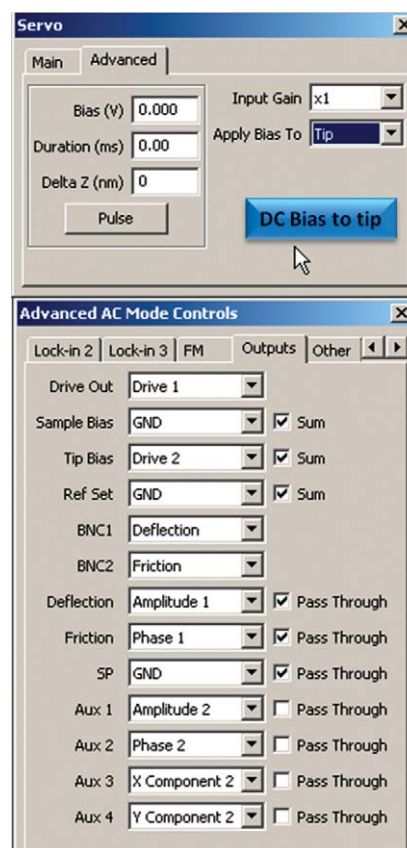 Servo
Main Advanced
Bias (V) 0.000
Duration (ms) 0.00
Delta Z (nm) 0
Pulse
Input Gain x1
Apply Bias To Tip
DC Bias to tip
Advanced AC Mode Controls
Lock-in 2 Lock-in 3 FM Outputs Other
Drive Out Drive 1
Sample Bias GND Sum
Tip Bias Drive 2 Sum
Ref Set GND Sum
BNC1 Deflection
BNC2 Friction
Deflection Amplitude 1 Pass Through
Friction Phase 1 Pass Through
SP GND Pass Through
Aux 1 Amplitude 2 Pass Through
Aux 2 Phase 2 Pass Through
Aux 3 X Component 2 Pass Through
Aux 4 Y Component 2 Pass Through